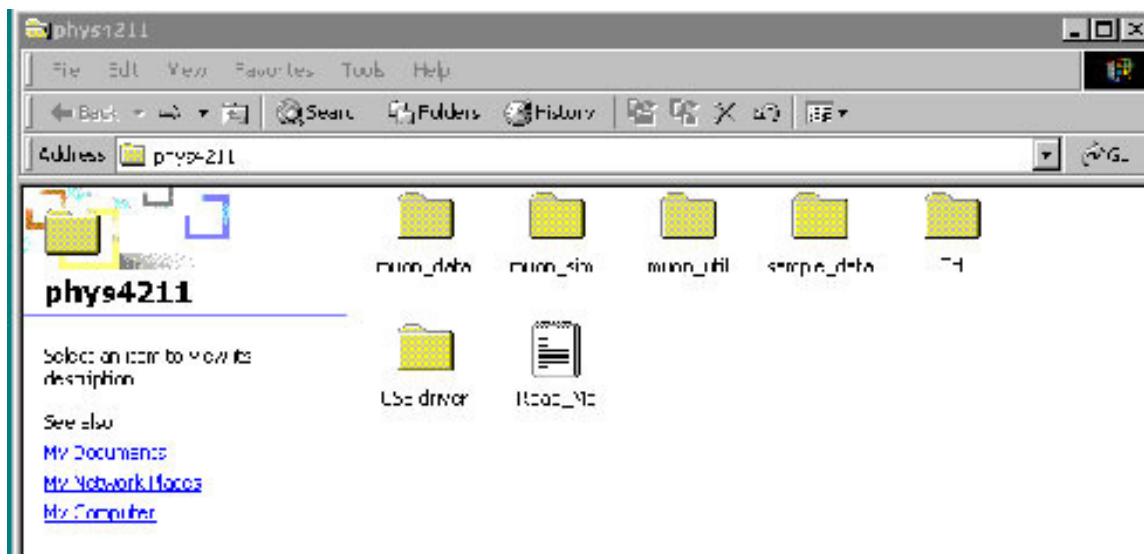 phys4211
File Edit View Favorites Tools Help
Back Search Folders History
Address phys4211
muon_data muon_sim muon_util sample_data
phys4211
Select an item to view its
description
USB driver Read_Me
See also
My Documents
My Network Places
My Computer